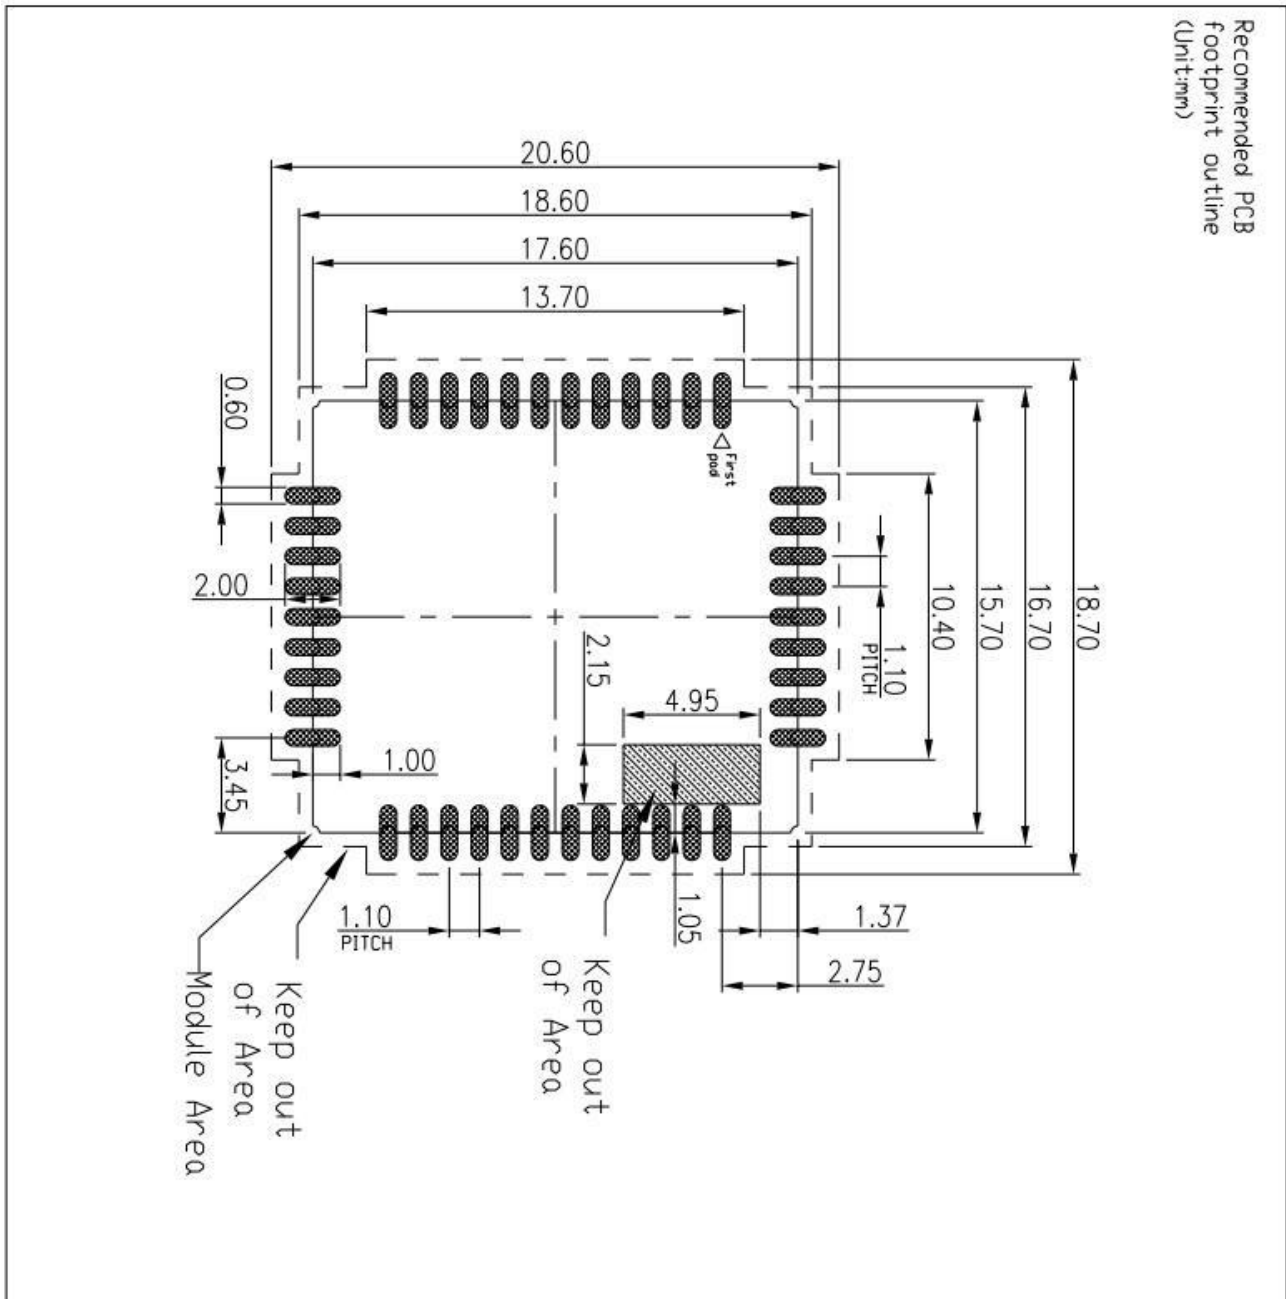 Recommended PCB
footprint outline
(Unit:mm)
20.60
18.60
17.60
13.70
0.60
First
pad
2.00
2.15
4.95
1.10
PITCH
10.40
15.70
16.70
18.70
1.00
3.45
1.10
PITCH
1.05
1.37
2.75
Keep out
of Area
Keep out
of Area
Module Area